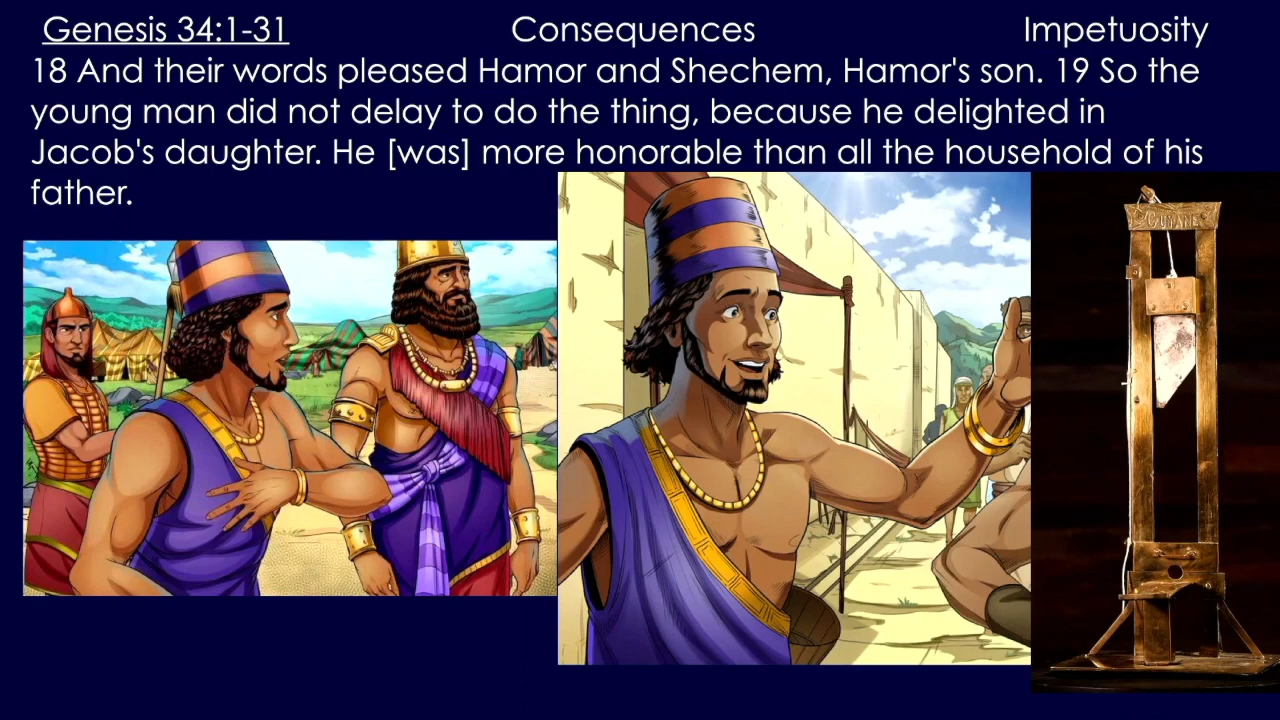 Genesis 34:1-31 Consequences Impetuosity
18 And their words pleased Hamor and Shechem, Hamor's son. 19 So the
young man did not delay to do the thing, because he delighted in
Jacob's daughter. He [was] more honorable than all the household of his
father.
GUYANE